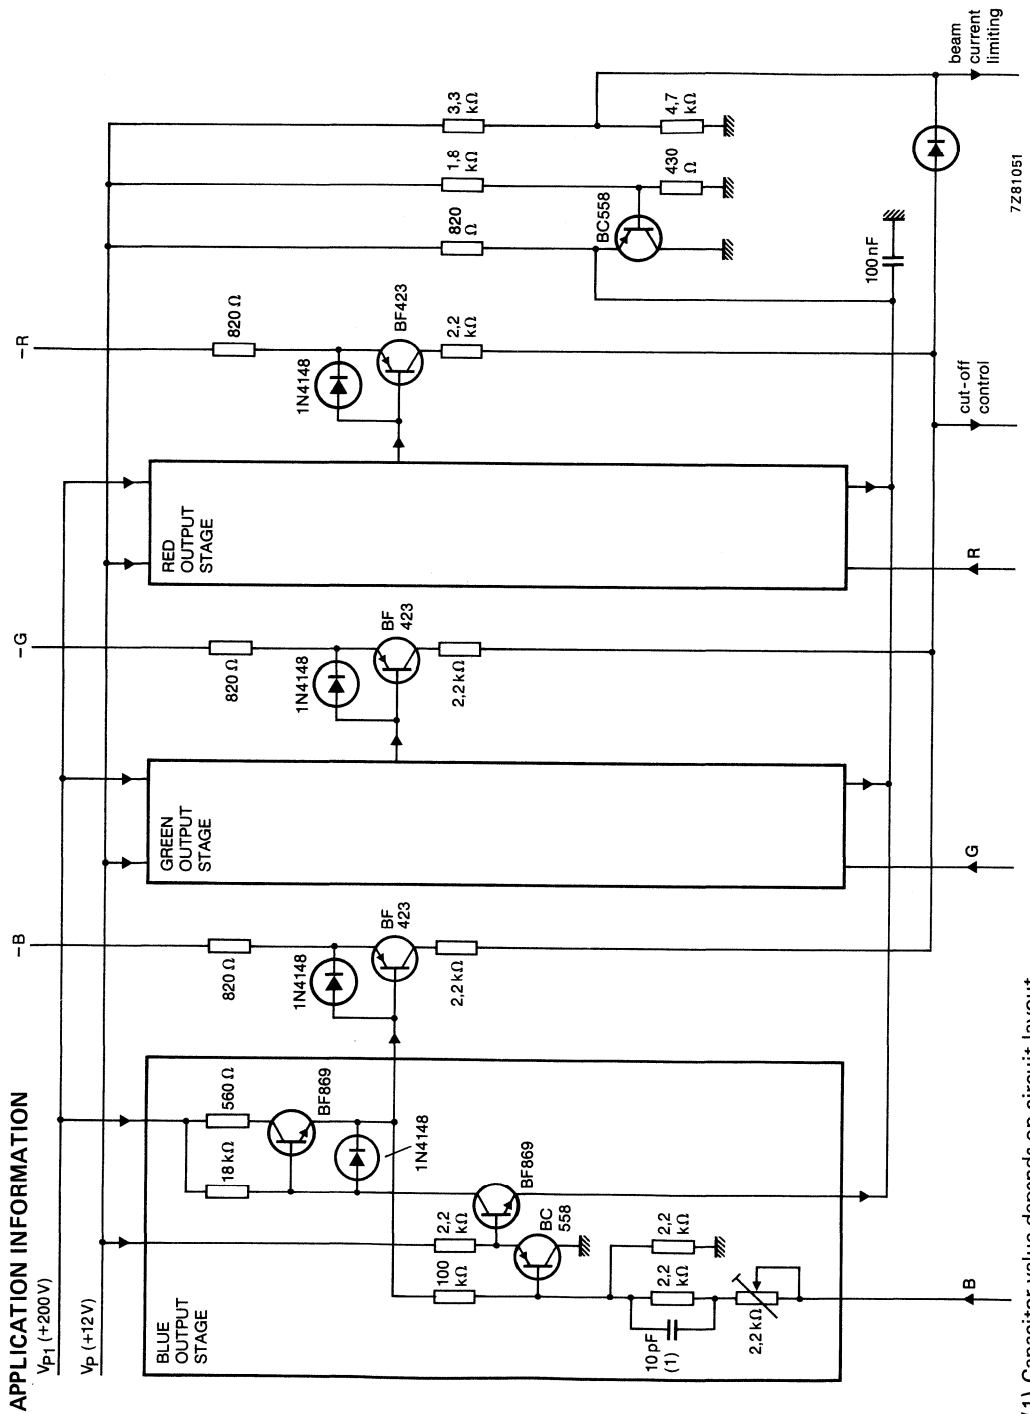 APPLICATION INFORMATION
VP1 (+200 V)
VP (+12 V)
–B
–G
–R
BLUE
OUTPUT
STAGE
18 kΩ
560 Ω
BF869
1N4148
100
kΩ
2,2
kΩ
BF869
BC
558
10 pF
(1)
2,2
kΩ
2,2
kΩ
2,2 kΩ
B
820 Ω
1N4148
BF
423
2,2 kΩ
GREEN
OUTPUT
STAGE
G
820 Ω
1N4148
BF
423
2,2 kΩ
RED
OUTPUT
STAGE
R
820 Ω
1N4148
BF423
2,2
kΩ
820
Ω
1,8
kΩ
3,3
kΩ
BC558
430
Ω
4,7
kΩ
100 nF
cut-off
control
beam
current
limiting
7Z81051
(1) Capacitor value depends on circuit layout